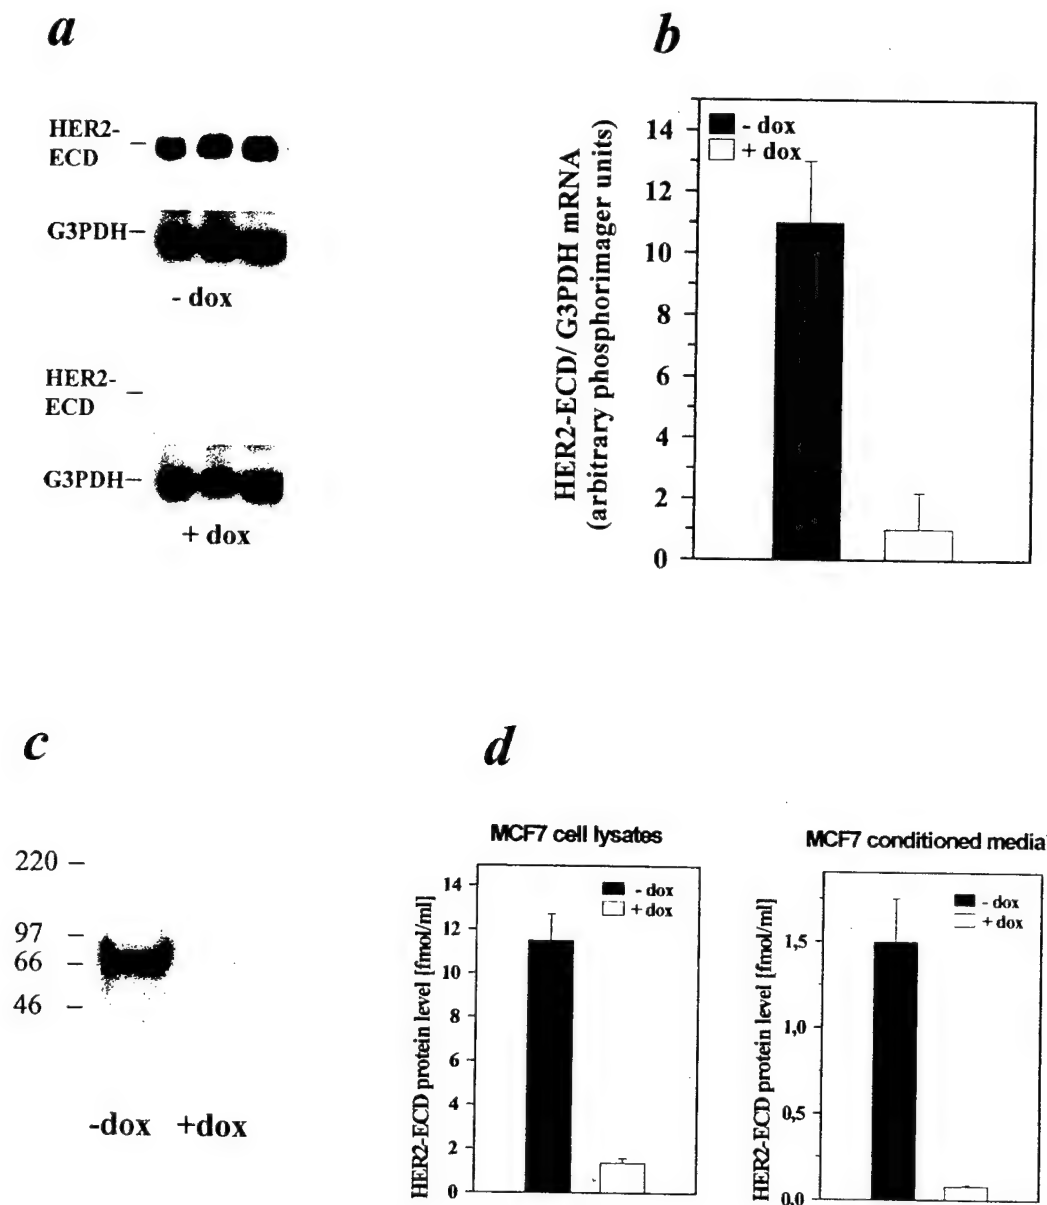 a
HER2-
ECD
G3PDH
- dox
HER2-
ECD
G3PDH
+ dox
b
HER2-ECD/ G3PDH mRNA
(arbitrary phosphorimager units)
14
12
10
8
6
4
2
0
- dox
+ dox
c
220
97
66
46
-dox +dox
d
MCF7 cell lysates
HER2-ECD protein level [fmol/ml]
14
12
10
8
6
4
2
0
- dox
+ dox
MCF7 conditioned media
HER2-ECD protein level [fmol/ml]
1,5
1,0
0,5
0,0
- dox
+ dox